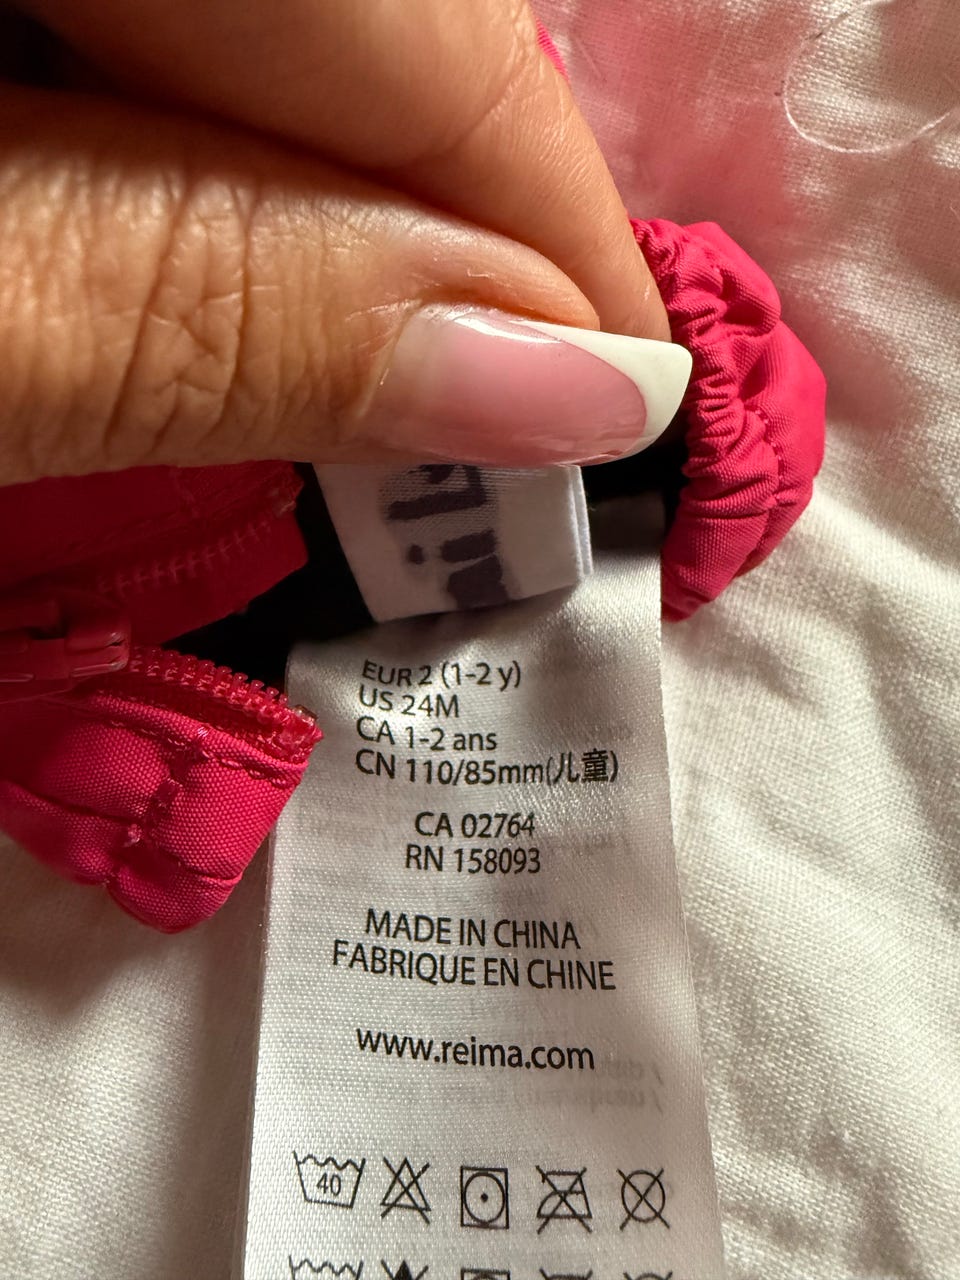 EUR 2 (1-2 y)
US 24M
CA 1-2 ans
CN 110/85mm(儿童)
CA 02764
RN 158093
MADE IN CHINA
FABRIQUE EN CHINE
www.reima.com
40